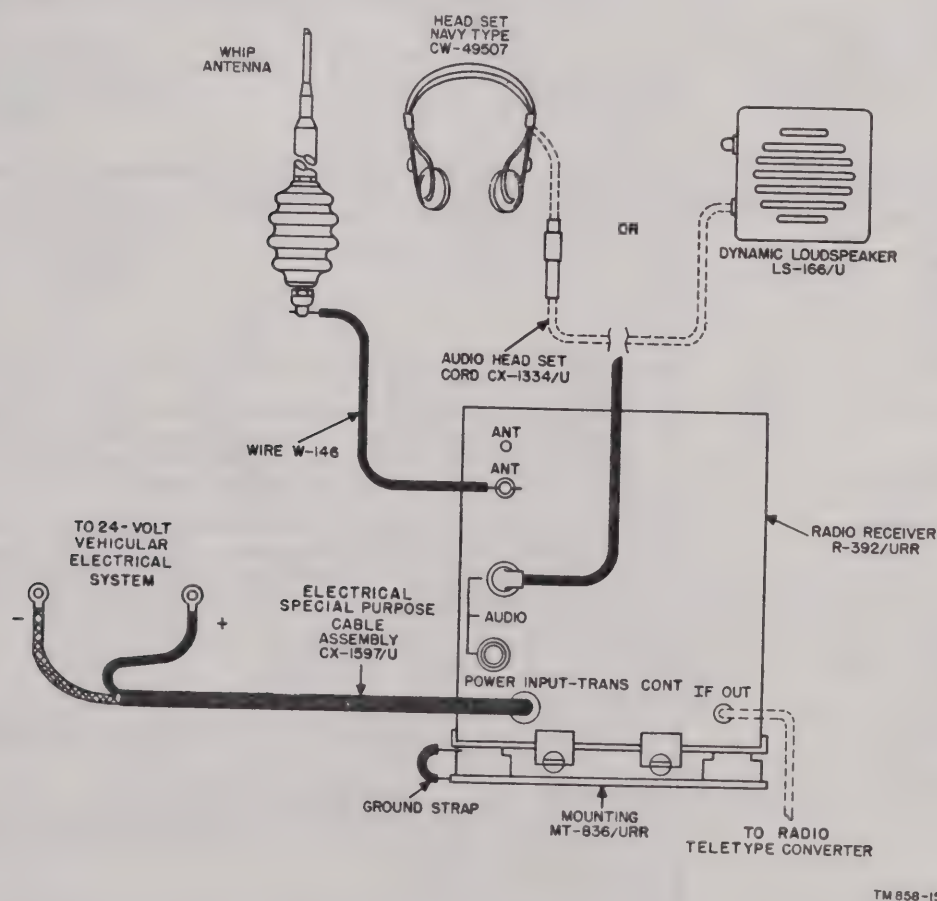 HEAD SET
NAVY TYPE
CW-49507
WHIP
ANTENNA
OR
DYNAMIC LOUDSPEAKER
LS-166/U
AUDIO HEAD SET
CORD CX-1334/U
WIRE W-146
ANT
ANT
RADIO RECEIVER
R-392/URR
TO 24-VOLT
VEHICULAR
ELECTRICAL
SYSTEM
-
+
ELECTRICAL
SPECIAL PURPOSE
CABLE
ASSEMBLY
CX-1597/U
AUDIO
POWER INPUT-TRANS CONT
IF OUT
GROUND STRAP
MOUNTING
MT-836/URR
TO RADIO
TELETYPE CONVERTER
TM 858-15